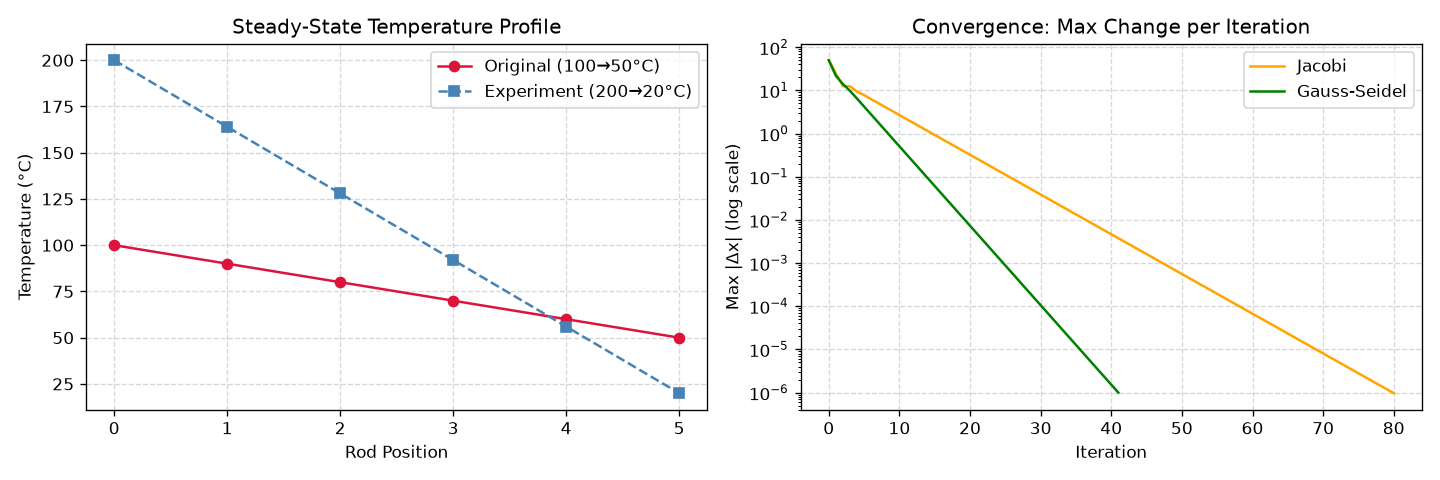 Steady-State Temperature Profile
Temperature (°C)
200
175
150
125
100
75
50
25
Original (100→50°C)
Experiment (200→20°C)
0 1 2 3 4 5
Rod Position
Convergence: Max Change per Iteration
Max |Δx| (log scale)
10²
10¹
10⁰
10⁻¹
10⁻²
10⁻³
10⁻⁴
10⁻⁵
10⁻⁶
Jacobi
Gauss-Seidel
0 10 20 30 40 50 60 70 80
Iteration